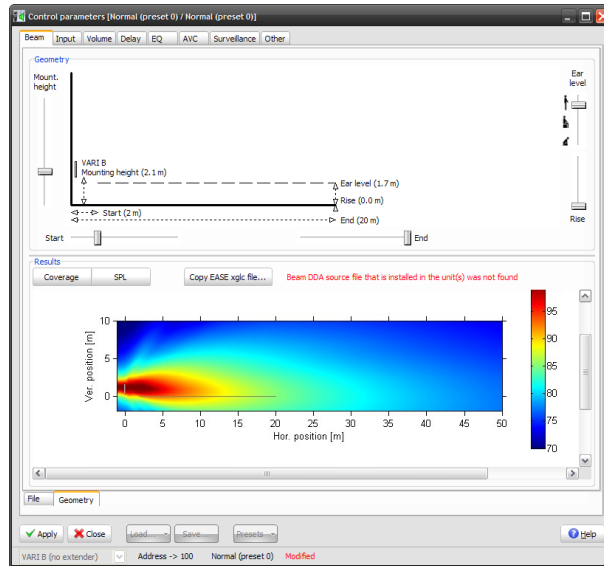 Control parameters [Normal (preset 0) / Normal (preset 0)]
Beam Input Volume Delay EQ AVC Surveillance Other
Geometry
Mount. height
Ear level
VARI B
Mounting height (2.1 m)
Ear level (1.7 m)
Rise (0.0 m)
Start (2 m)
End (20 m)
Rise
Start
End
Results
Coverage SPL Copy EASE xglc file... Beam DDA source file that is installed in the unit(s) was not found
10
5
0
Ver. position [m]
0 5 10 15 20 25 30 35 40 45 50
Hor. position [m]
95
90
85
80
75
70
File Geometry
Apply Close Load... Save... Presets Help
VARI B (no extender) Address -> 100 Normal (preset 0) Modified